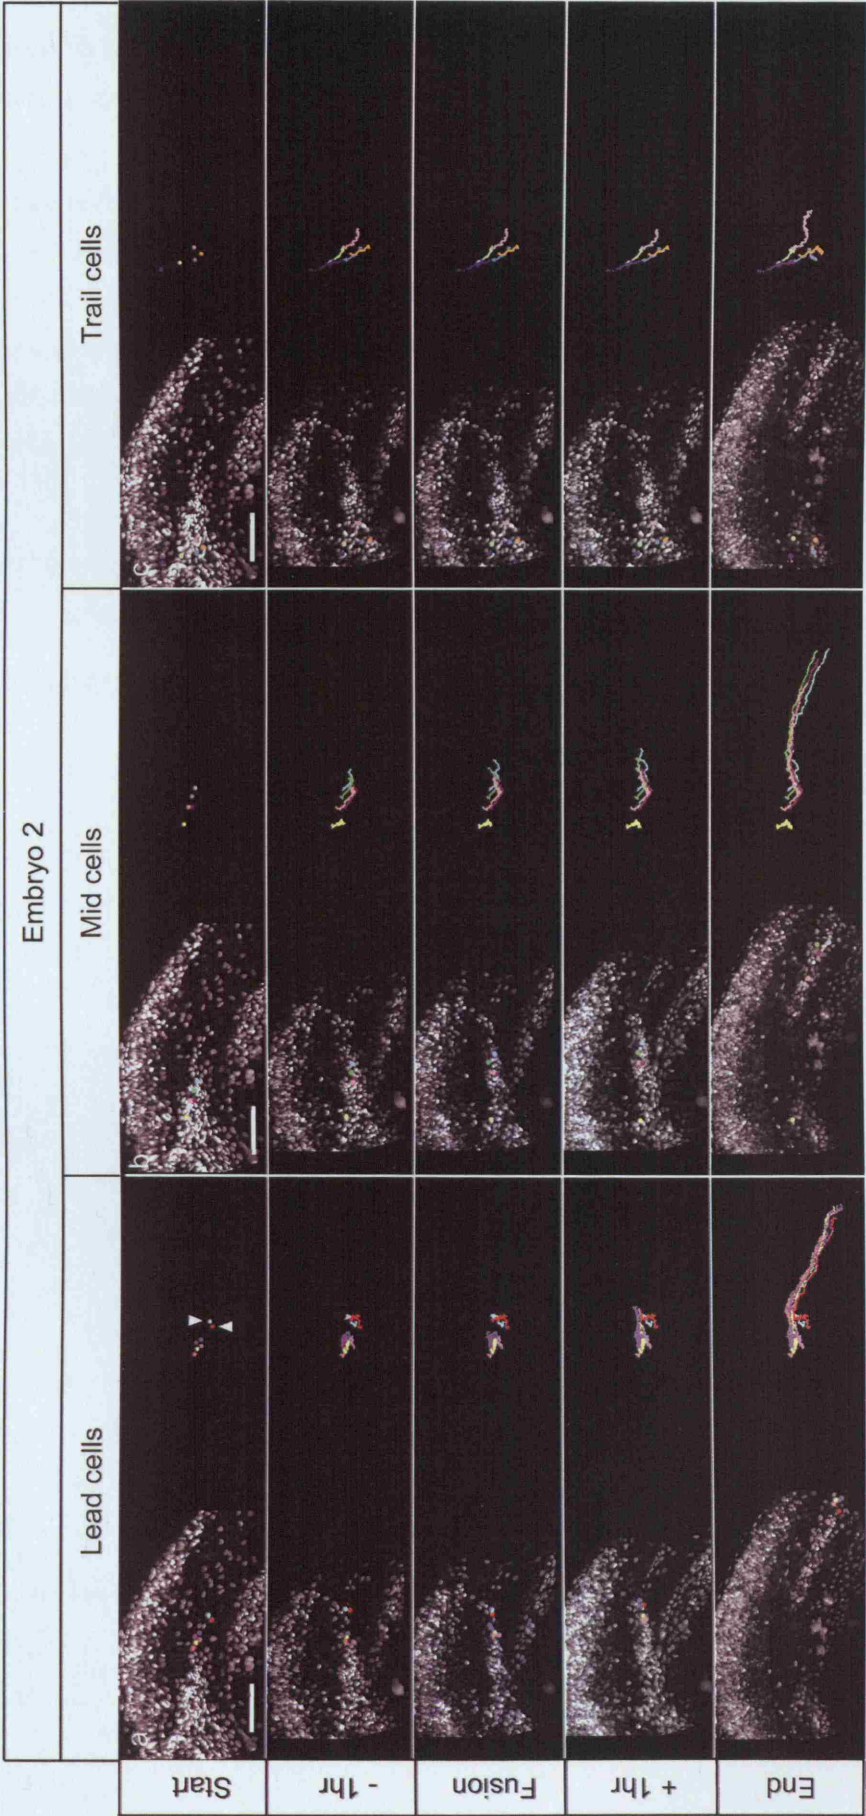 Embryo 2
Lead cells
Mid cells
Trail cells
a
b
c
Start
- 1hr
Fusion
+ 1hr
End